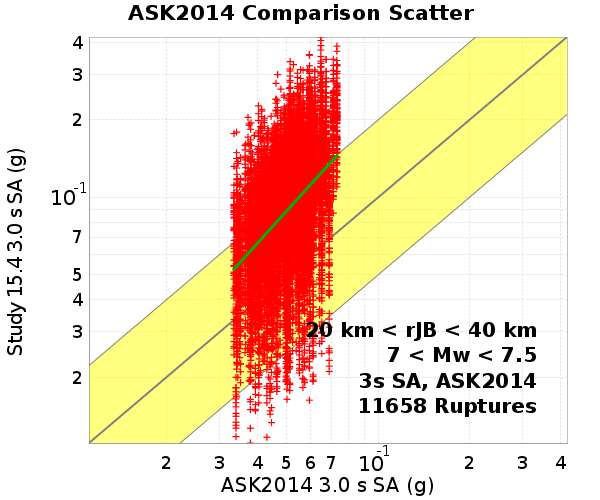 ASK2014 Comparison Scatter
Study 15.4 3.0 s SA (g)
4
3
2
10-1
7
5
4
3
2
20 km < rJB < 40 km
7 < Mw < 7.5
3s SA, ASK2014
11658 Ruptures
2 3 4 5 6 7 10-1 2 3 4
ASK2014 3.0 s SA (g)